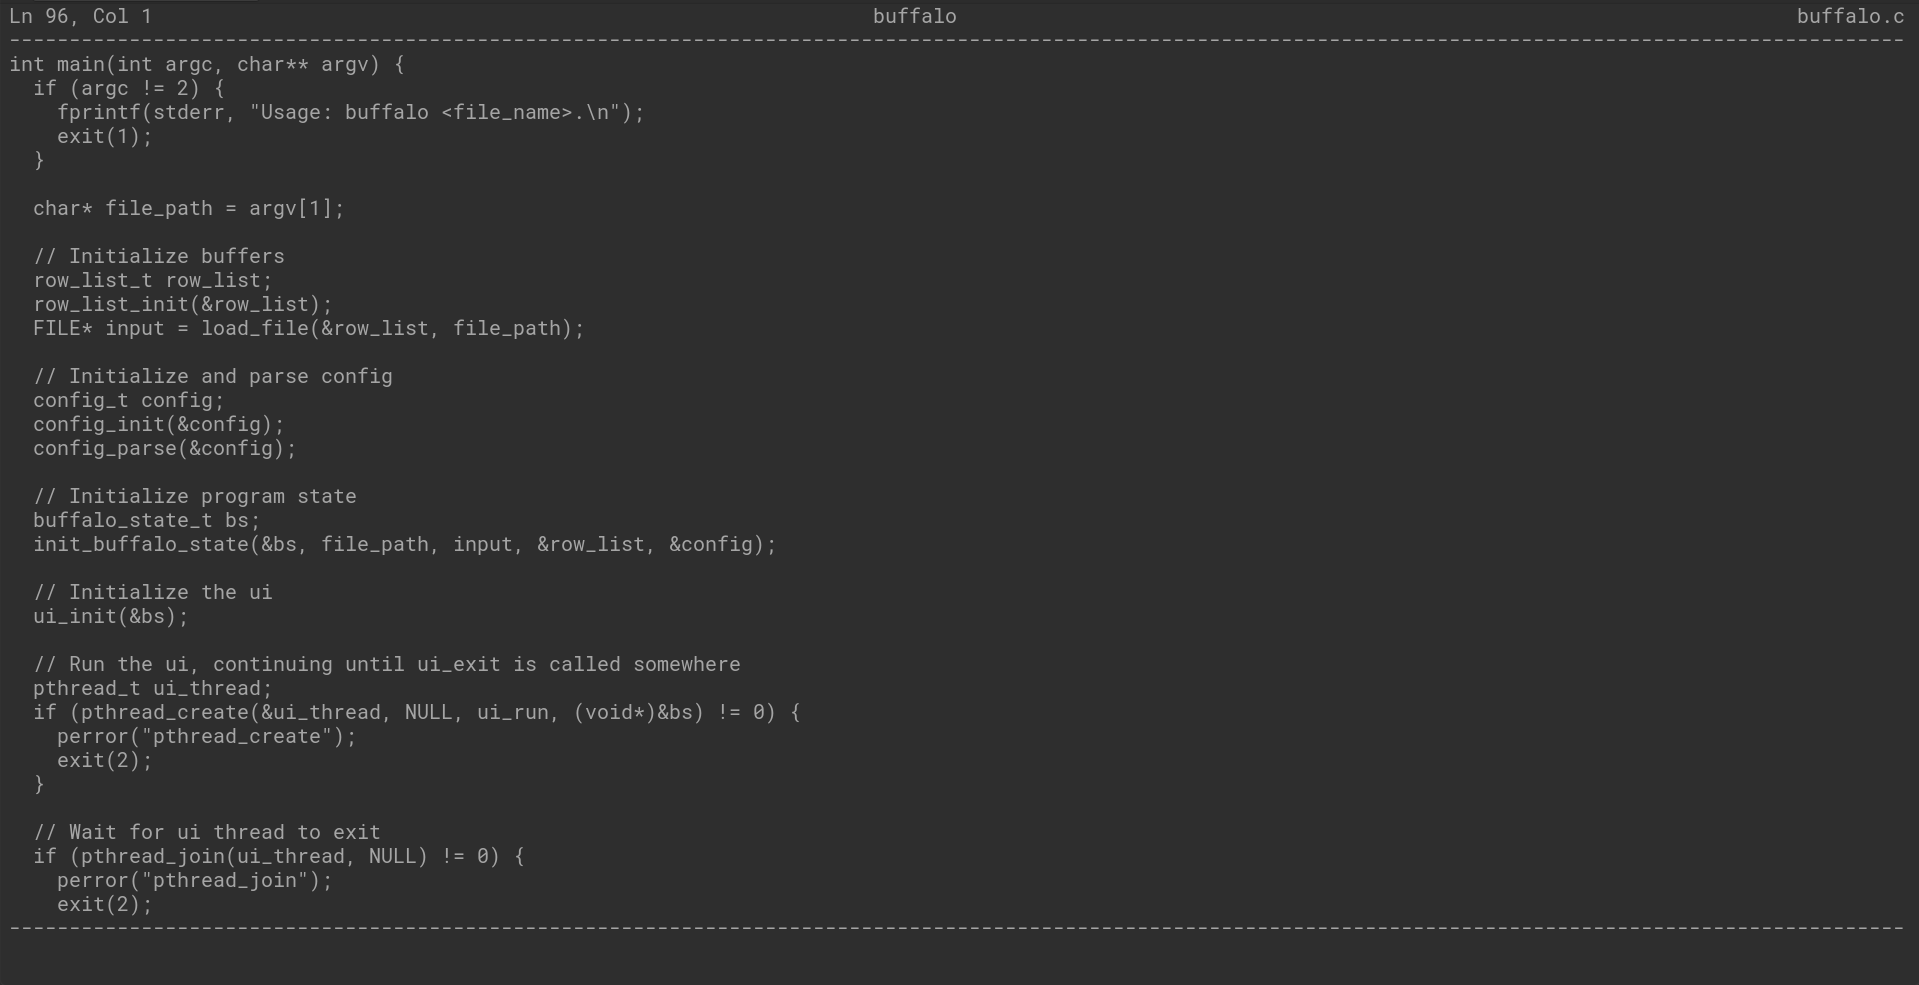 Ln 96, Col 1 buffalo buffalo.c
--------------------------------------------------------------------------------------------------------------------------------------------------------------
int main(int argc, char** argv) {
  if (argc != 2) {
    fprintf(stderr, "Usage: buffalo <file_name>.\n");
    exit(1);
  }

  char* file_path = argv[1];

  // Initialize buffers
  row_list_t row_list;
  row_list_init(&row_list);
  FILE* input = load_file(&row_list, file_path);

  // Initialize and parse config
  config_t config;
  config_init(&config);
  config_parse(&config);

  // Initialize program state
  buffalo_state_t bs;
  init_buffalo_state(&bs, file_path, input, &row_list, &config);

  // Initialize the ui
  ui_init(&bs);

  // Run the ui, continuing until ui_exit is called somewhere
  pthread_t ui_thread;
  if (pthread_create(&ui_thread, NULL, ui_run, (void*)&bs) != 0) {
    perror("pthread_create");
    exit(2);
  }

  // Wait for ui thread to exit
  if (pthread_join(ui_thread, NULL) != 0) {
    perror("pthread_join");
    exit(2);
--------------------------------------------------------------------------------------------------------------------------------------------------------------